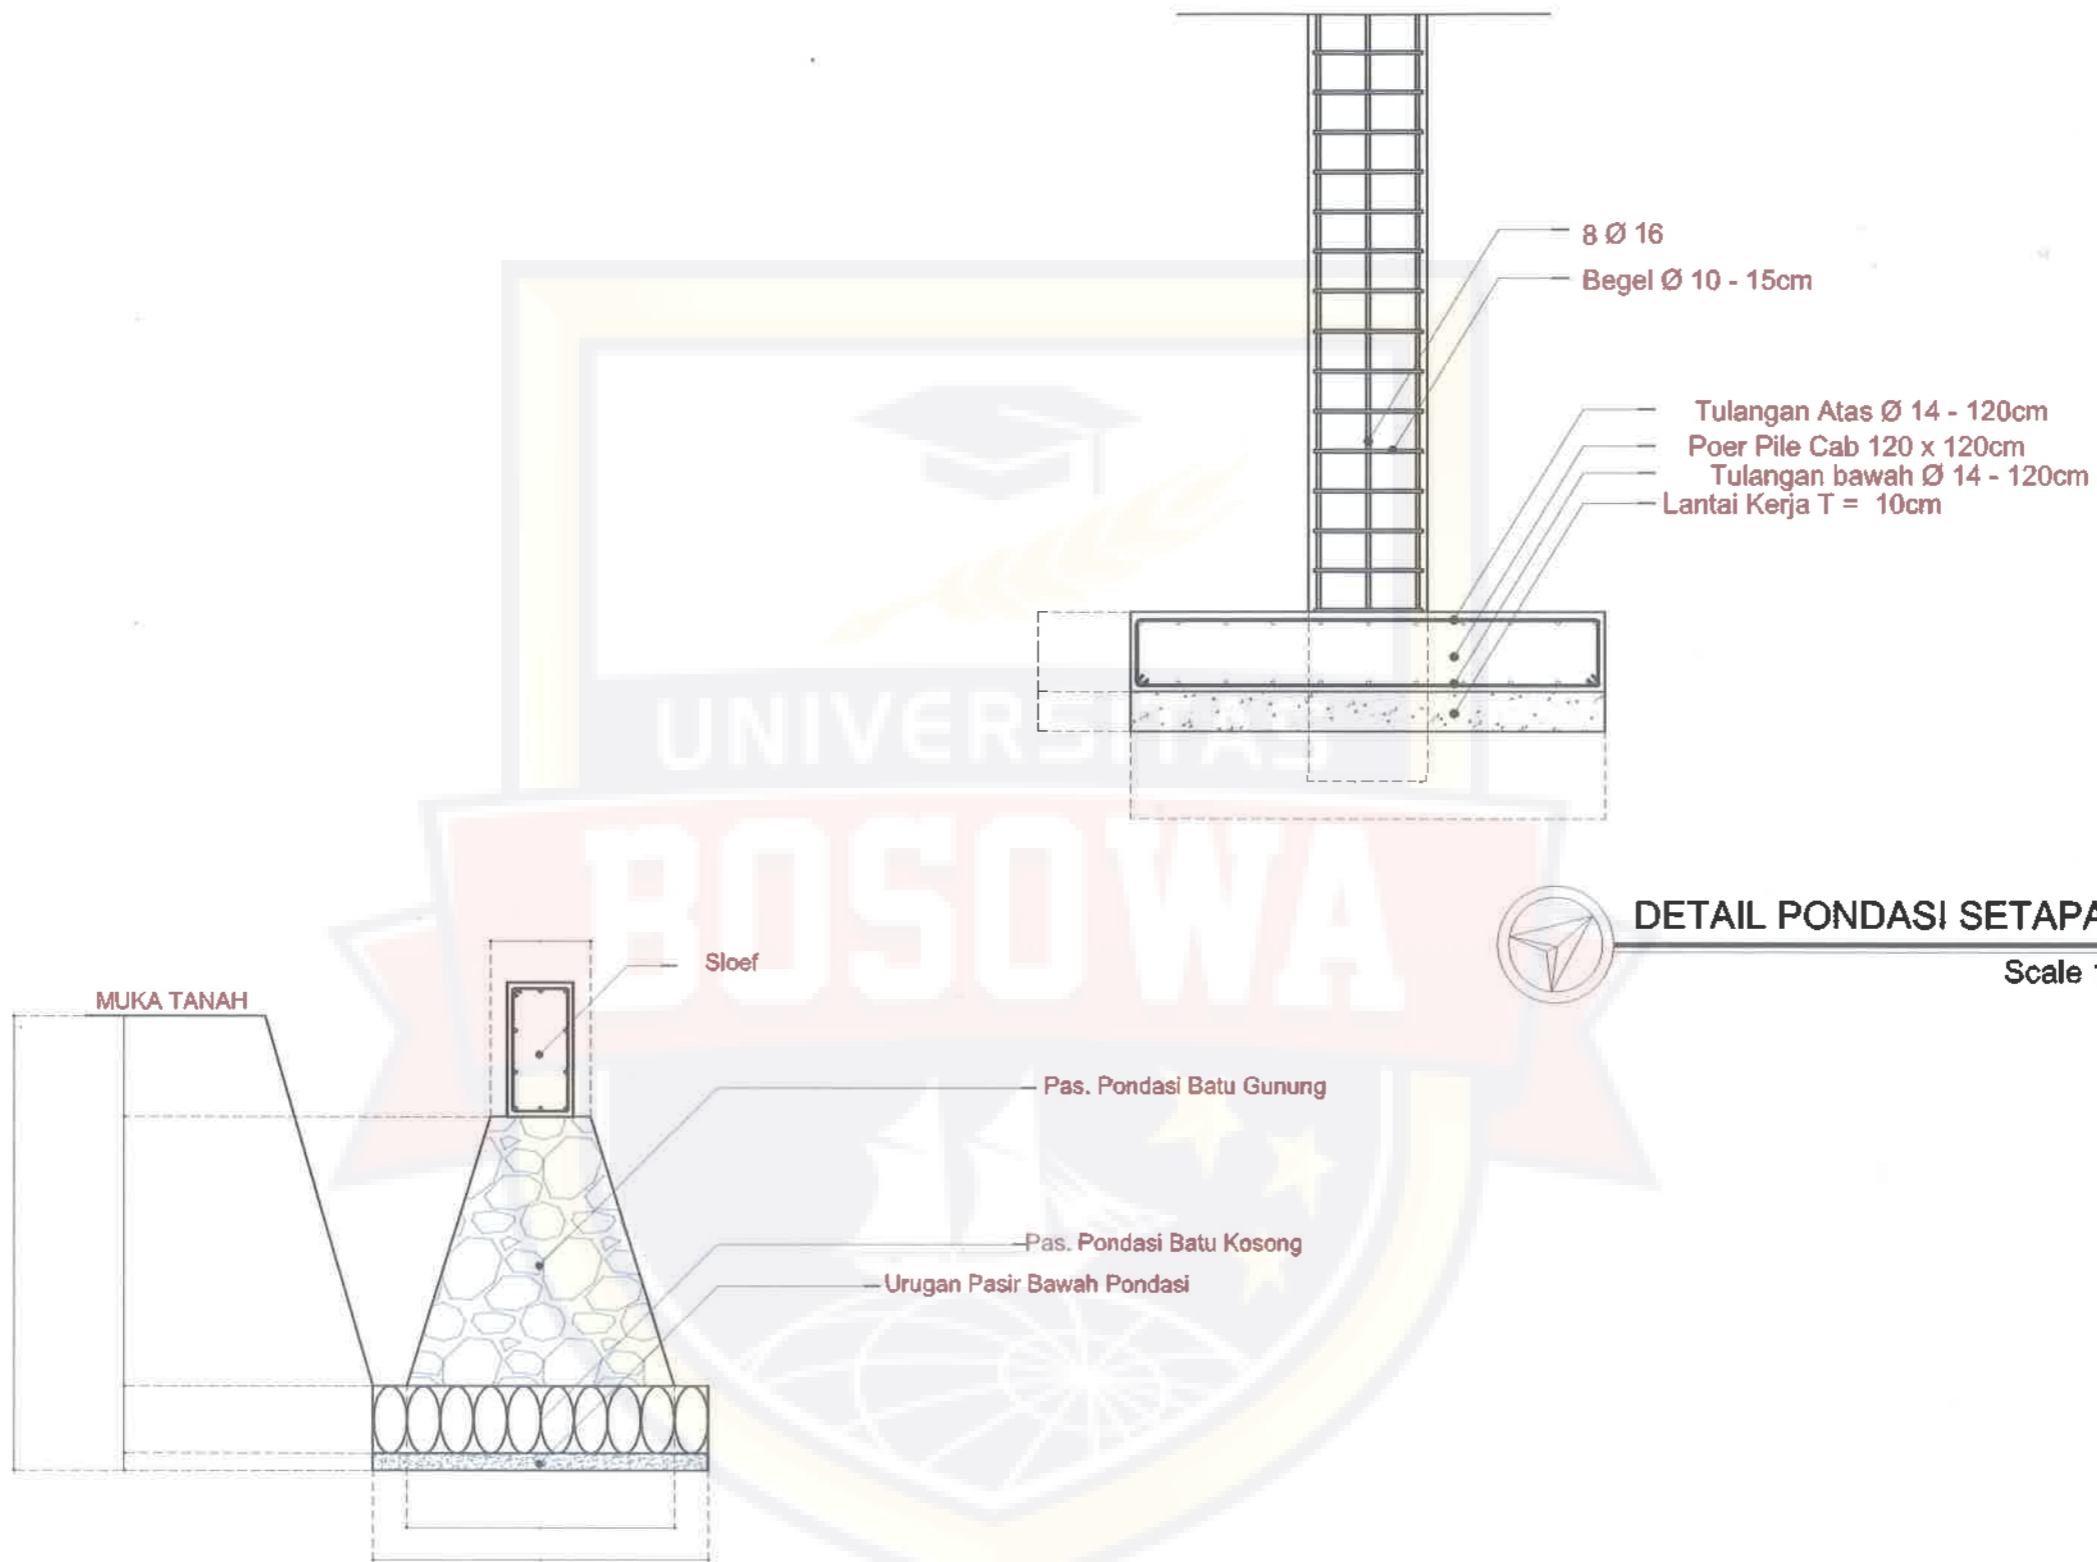 8 Ø 16
Begel Ø 10 - 15cm
Tulangan Atas Ø 14 - 120cm
Poer Pile Cab 120 x 120cm
Tulangan bawah Ø 14 - 120cm
Lantai Kerja T = 10cm
UNIVERSITAS
BOSOWA
DETAIL PONDASI SETAPA
Scale
Sloef
MUKA TANAH
Pas. Pondasi Batu Gunung
Pas. Pondasi Batu Kosong
Urugan Pasir Bawah Pondasi